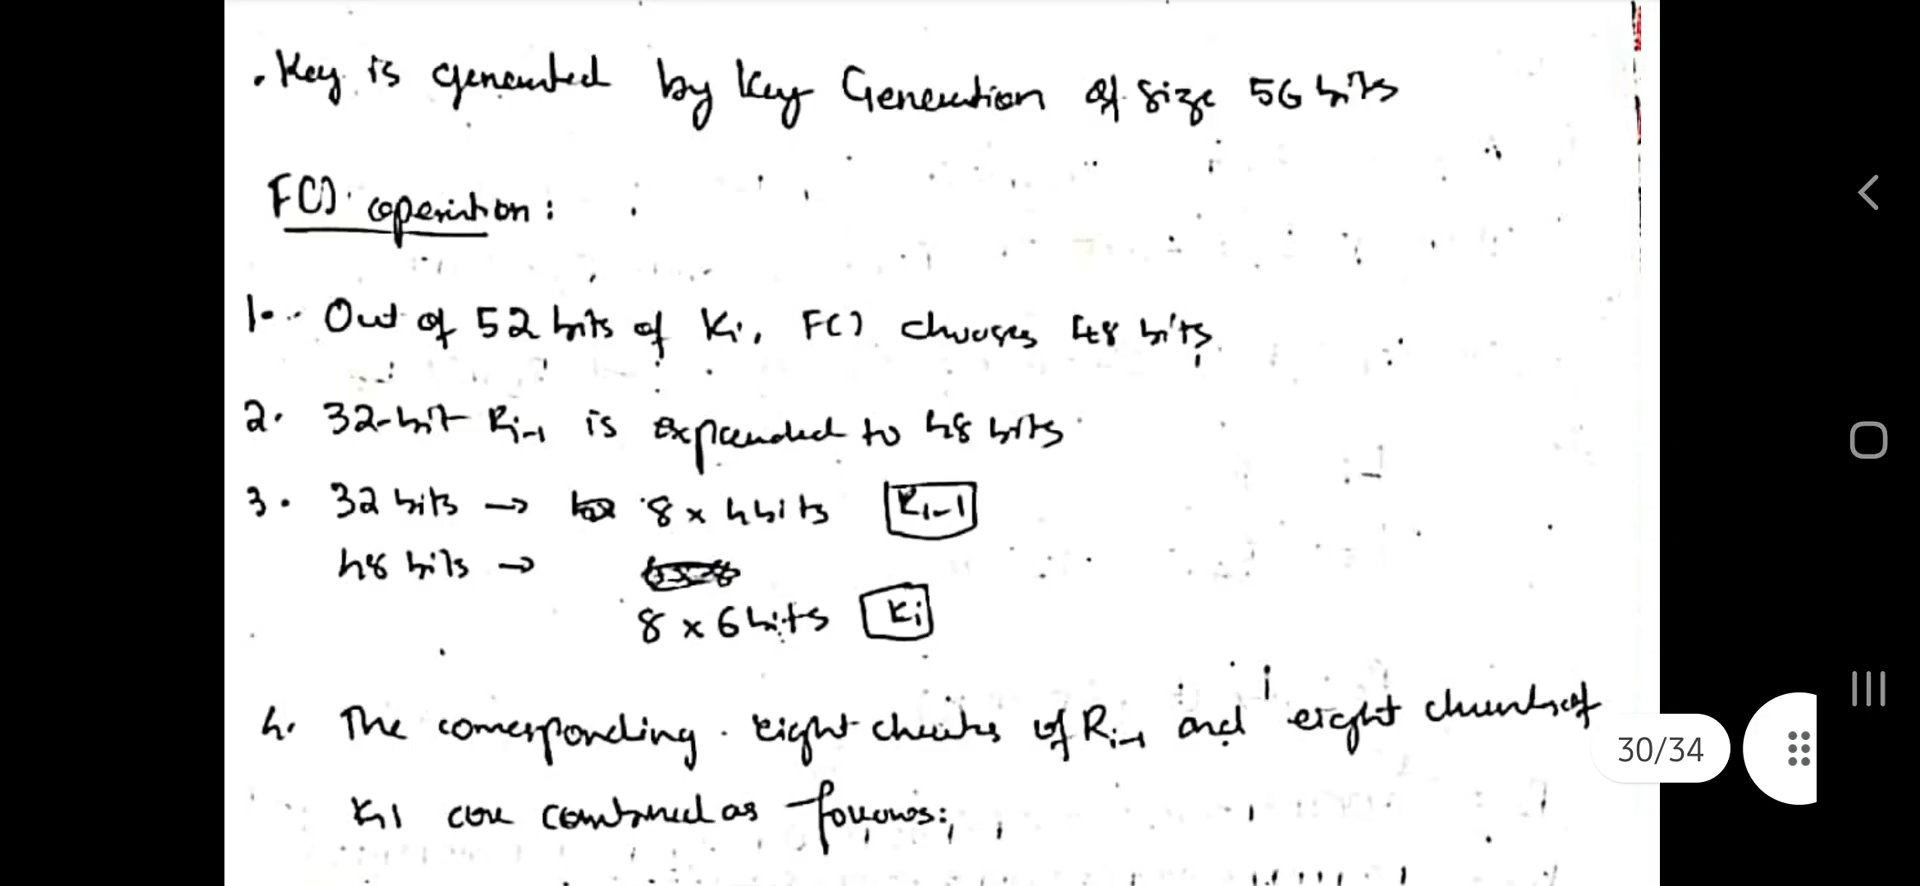 . Key is generated by Key Generation of size 56 bits
F() operation:
1. Out of 52 bits of Ki, F() chooses 48 bits
2. 32-bit Ri-1 is expanded to 48 bits
3. 32 bits → 8 x 4 bits Ri-1
48 bits →
8 x 6 bits Ki
4. The corresponding eight chunks of Ri-1 and eight chunks of
are combined as follows:
30/34